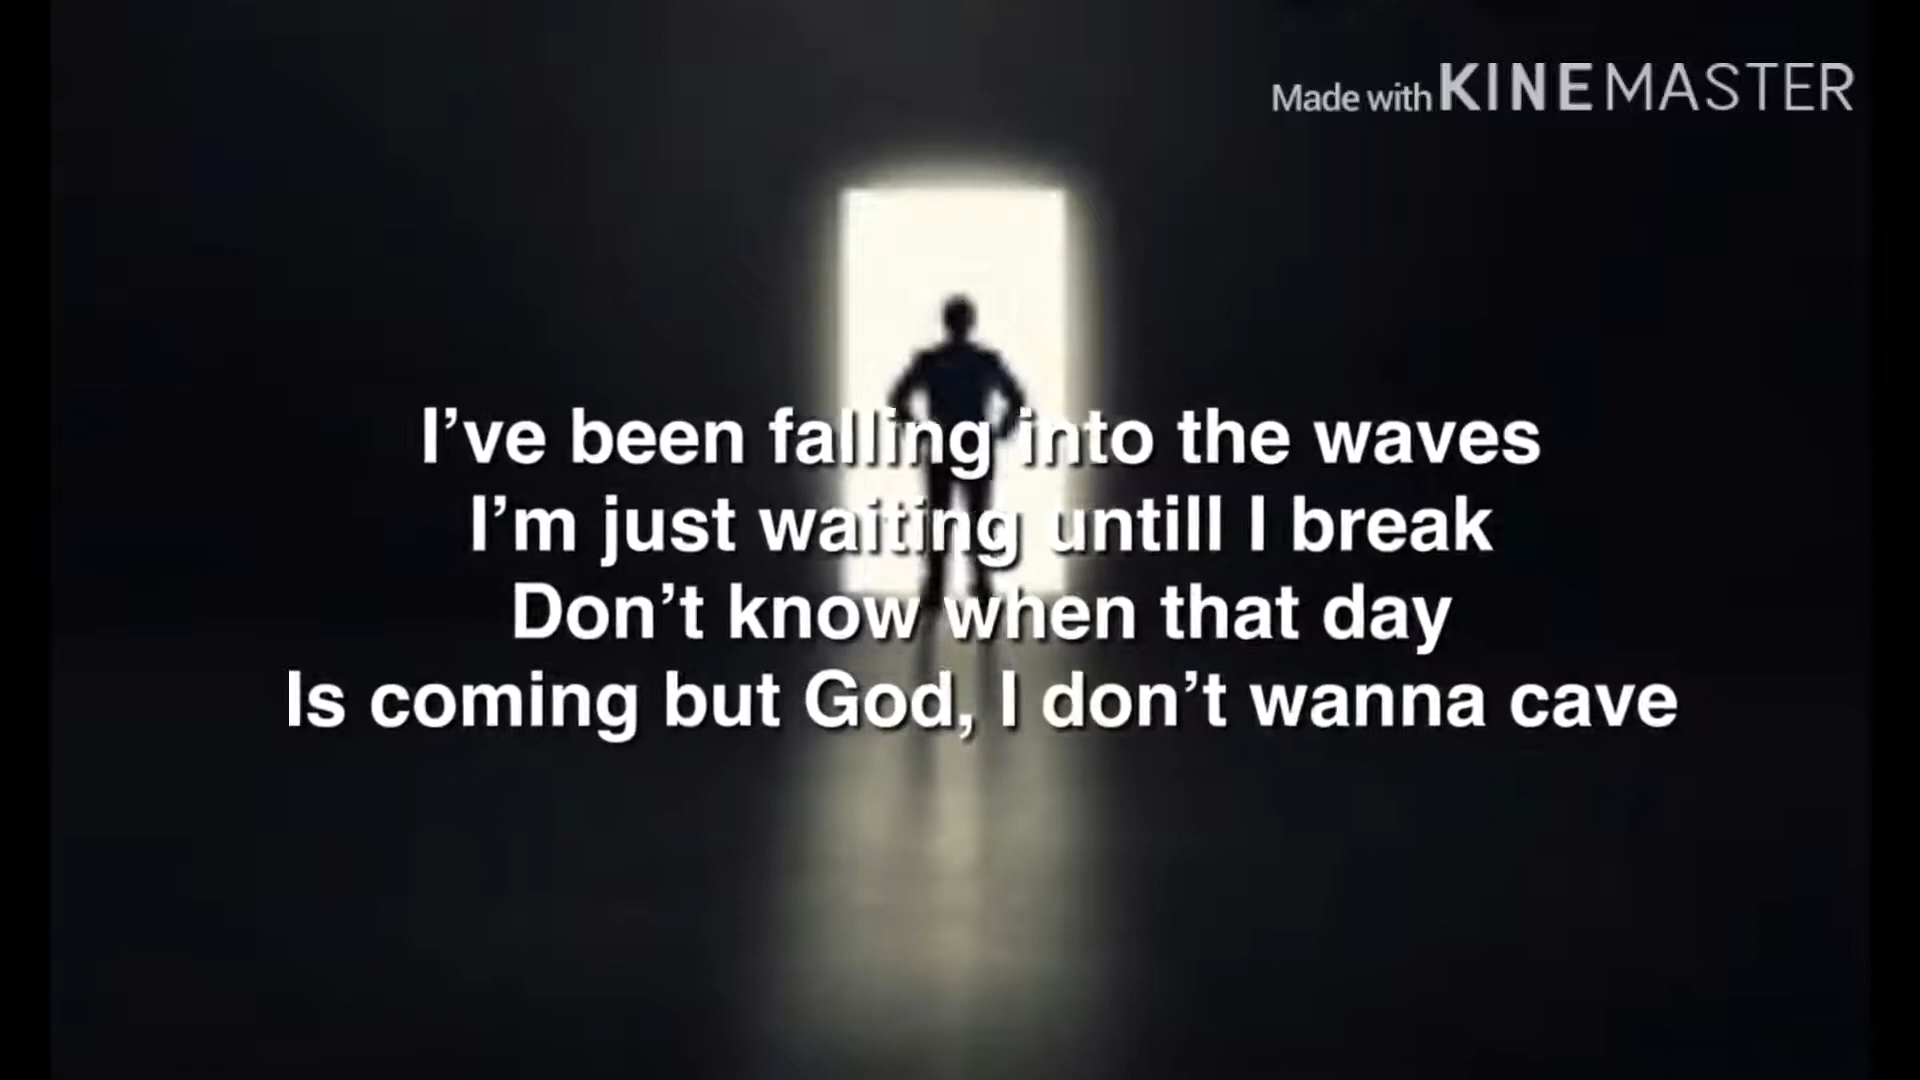 Made with KINEMASTER
I've been falling into the waves
I'm just waiting untill I break
Don't know when that day
Is coming but God, I don't wanna cave